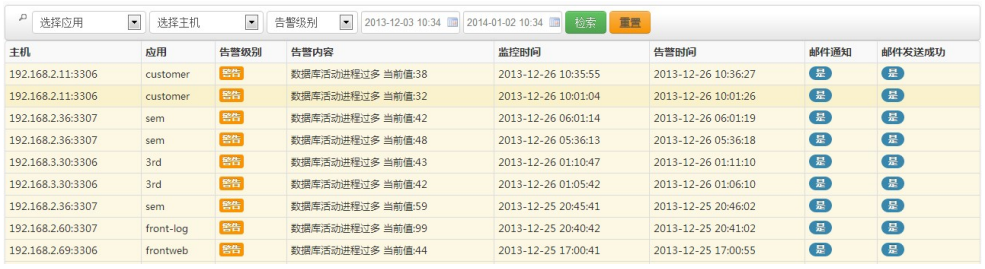 选择应用 选择主机 告警级别 2013-12-03 10:34 2014-01-02 10:34 检索 重置
主机 应用 告警级别 告警内容 监控时间 告警时间 邮件通知 邮件发送成功
192.168.2.11:3306 customer 警告 数据库活动进程过多 当前值:38 2013-12-26 10:35:55 2013-12-26 10:36:27 是 是
192.168.2.11:3306 customer 警告 数据库活动进程过多 当前值:32 2013-12-26 10:01:04 2013-12-26 10:01:26 是 是
192.168.2.36:3307 sem 警告 数据库活动进程过多 当前值:42 2013-12-26 06:01:14 2013-12-26 06:01:19 是 是
192.168.2.36:3307 sem 警告 数据库活动进程过多 当前值:48 2013-12-26 05:36:13 2013-12-26 05:36:18 是 是
192.168.3.30:3306 3rd 警告 数据库活动进程过多 当前值:43 2013-12-26 01:10:47 2013-12-26 01:11:10 是 是
192.168.3.30:3306 3rd 警告 数据库活动进程过多 当前值:42 2013-12-26 01:05:42 2013-12-26 01:06:10 是 是
192.168.2.36:3307 sem 警告 数据库活动进程过多 当前值:59 2013-12-25 20:45:41 2013-12-25 20:46:02 是 是
192.168.2.60:3307 front-log 警告 数据库活动进程过多 当前值:99 2013-12-25 20:40:42 2013-12-25 20:41:02 是 是
192.168.2.69:3306 frontweb 警告 数据库活动进程过多 当前值:44 2013-12-25 17:00:41 2013-12-25 17:00:55 是 是